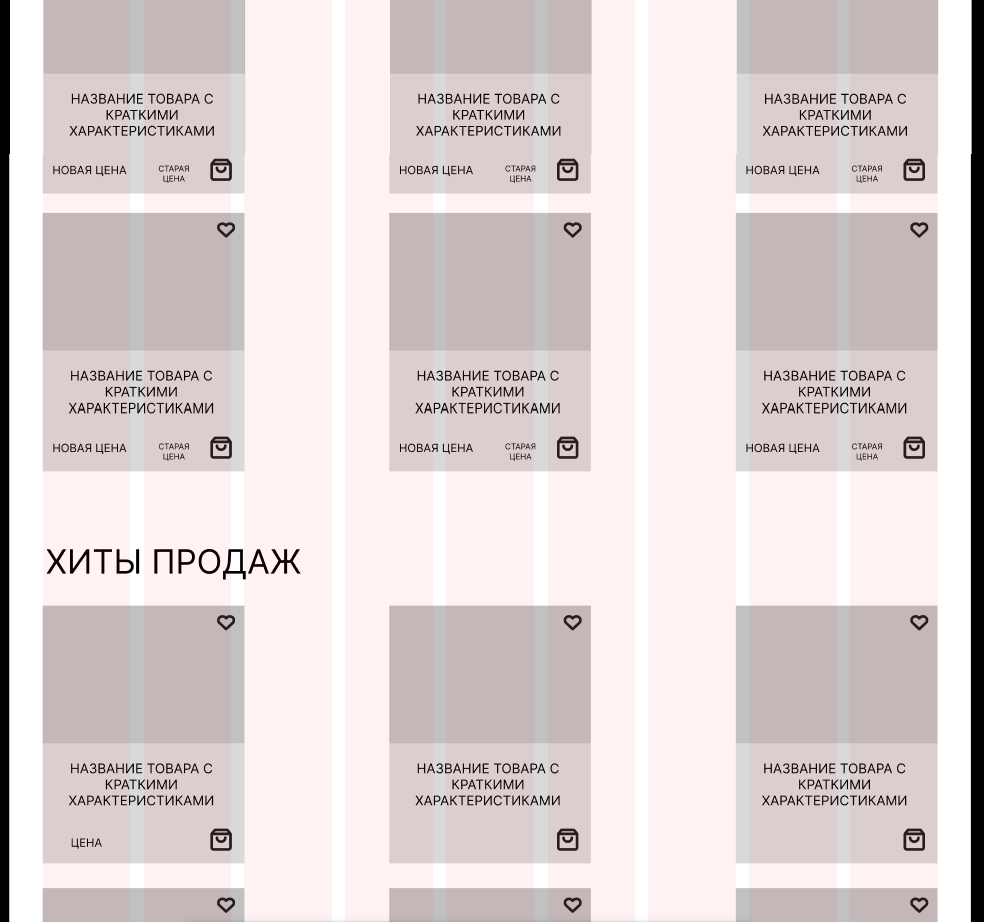 НАЗВАНИЕ ТОВАРА С
КРАТКИМИ
ХАРАКТЕРИСТИКАМИ
НОВАЯ ЦЕНА
СТАРАЯ
ЦЕНА
НАЗВАНИЕ ТОВАРА С
КРАТКИМИ
ХАРАКТЕРИСТИКАМИ
НОВАЯ ЦЕНА
СТАРАЯ
ЦЕНА
НАЗВАНИЕ ТОВАРА С
КРАТКИМИ
ХАРАКТЕРИСТИКАМИ
НОВАЯ ЦЕНА
СТАРАЯ
ЦЕНА
НАЗВАНИЕ ТОВАРА С
КРАТКИМИ
ХАРАКТЕРИСТИКАМИ
НОВАЯ ЦЕНА
СТАРАЯ
ЦЕНА
НАЗВАНИЕ ТОВАРА С
КРАТКИМИ
ХАРАКТЕРИСТИКАМИ
НОВАЯ ЦЕНА
СТАРАЯ
ЦЕНА
НАЗВАНИЕ ТОВАРА С
КРАТКИМИ
ХАРАКТЕРИСТИКАМИ
НОВАЯ ЦЕНА
СТАРАЯ
ЦЕНА
ХИТЫ ПРОДАЖ
НАЗВАНИЕ ТОВАРА С
КРАТКИМИ
ХАРАКТЕРИСТИКАМИ
ЦЕНА
НАЗВАНИЕ ТОВАРА С
КРАТКИМИ
ХАРАКТЕРИСТИКАМИ
НАЗВАНИЕ ТОВАРА С
КРАТКИМИ
ХАРАКТЕРИСТИКАМИ